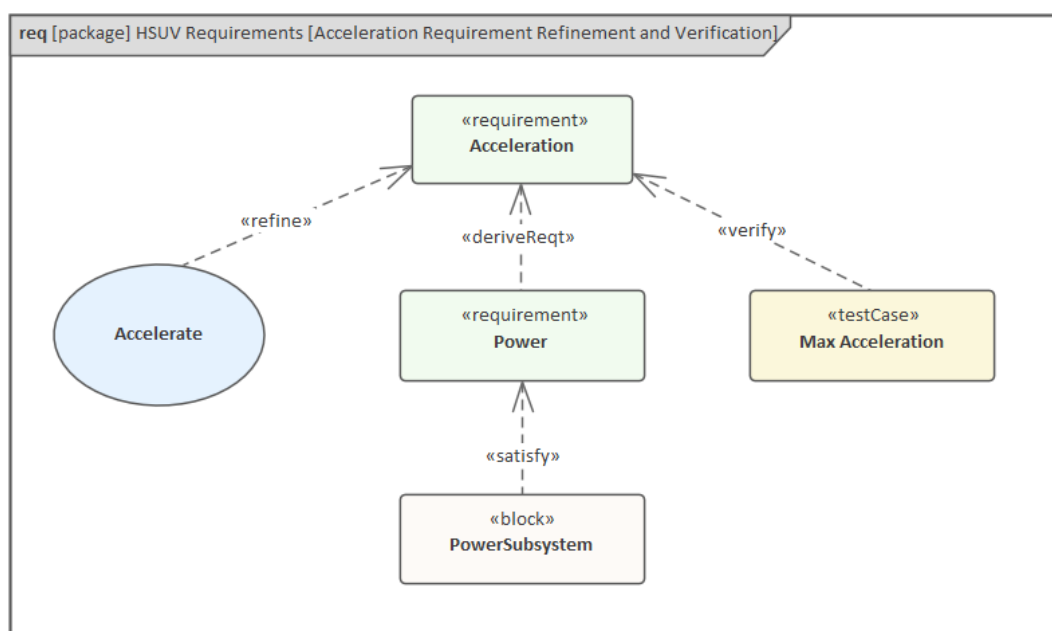 req [package] HSUV Requirements [Acceleration Requirement Refinement and Verification]
«requirement»
Acceleration
«refine»
«deriveReqt»
«verify»
Accelerate
«requirement»
Power
«testCase»
Max Acceleration
«satisfy»
«block»
PowerSubsystem